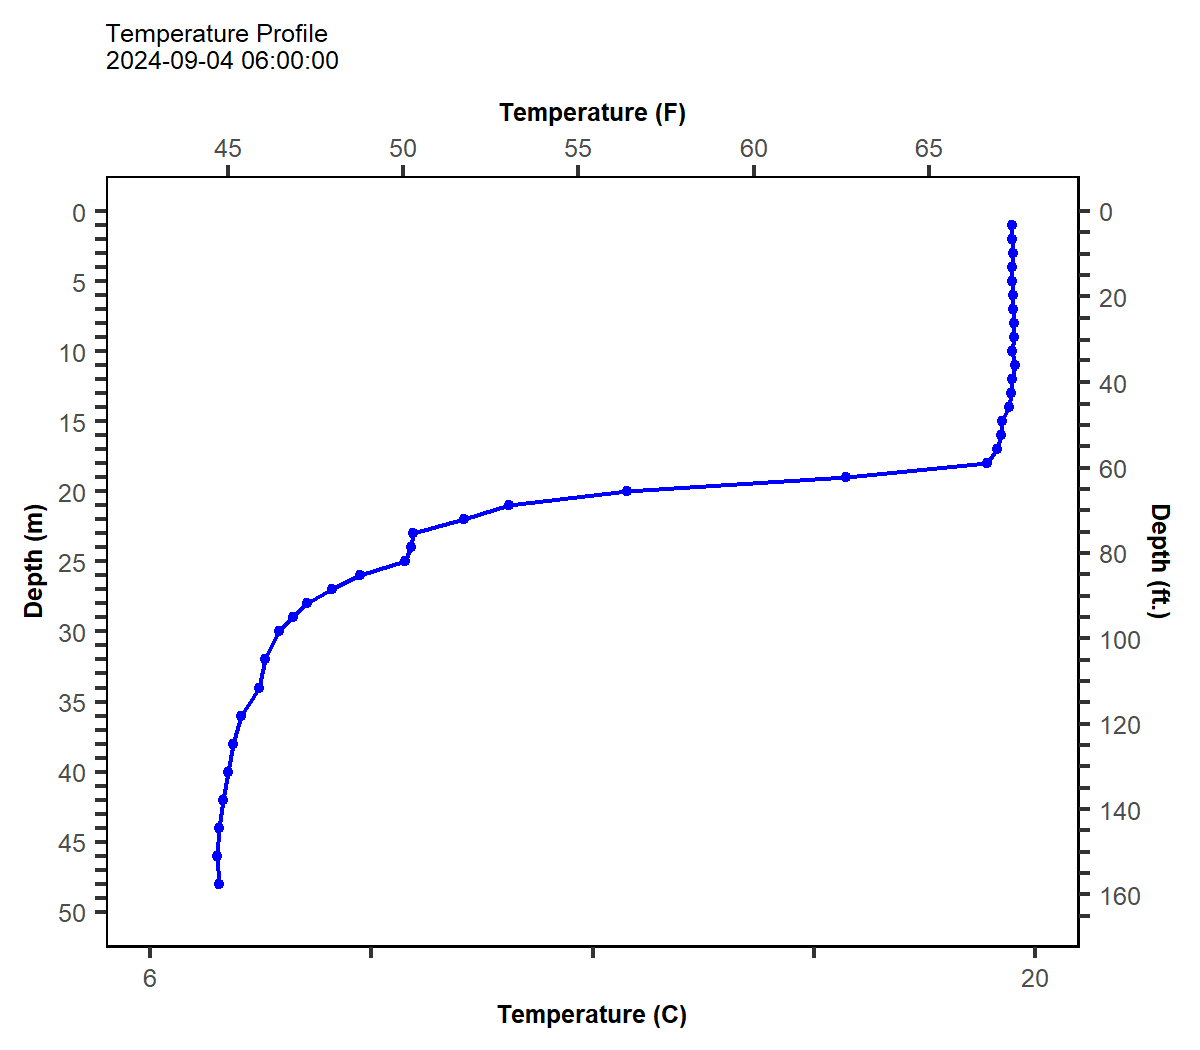 Temperature Profile
2024-09-04 06:00:00
Temperature (F)
45 50 55 60 65
0 0
5 20
10 40
15 60
20 80
25 100
30 120
35 140
40 160
45
50
Depth (m)
Depth (ft.)
6 20
Temperature (C)